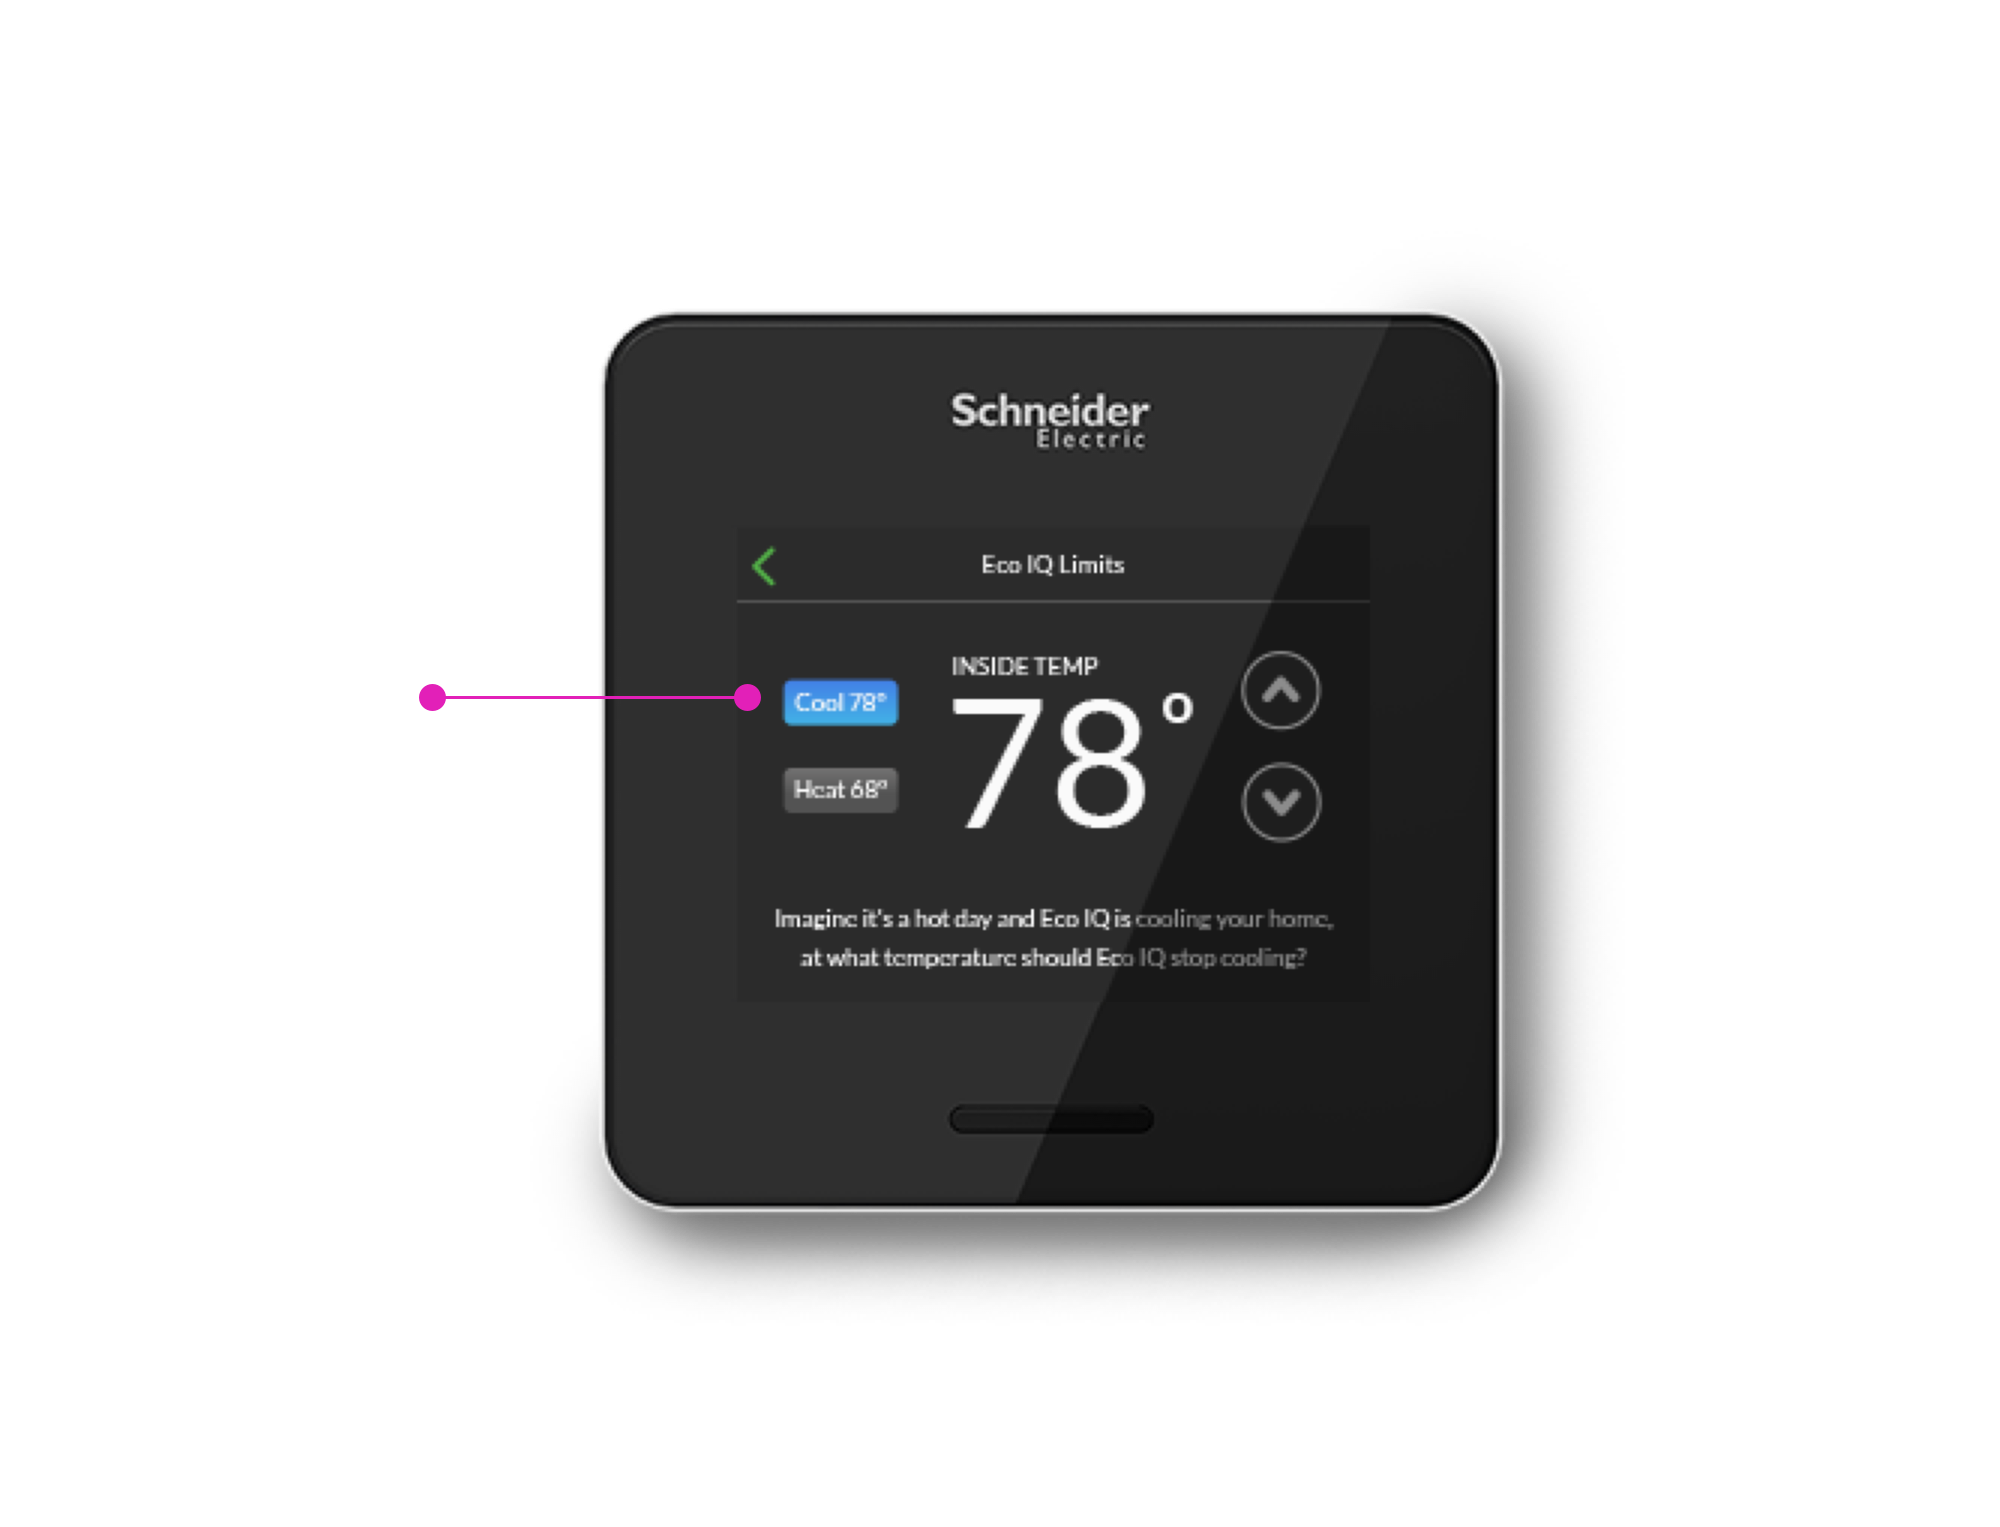 Schneider
Electric
Eco IQ Limits
INSIDE TEMP
Cool 78°
78°
Heat 68°
Imagine it's a hot day and Eco IQ is cooling your home,
at what temperature should Eco IQ stop cooling?